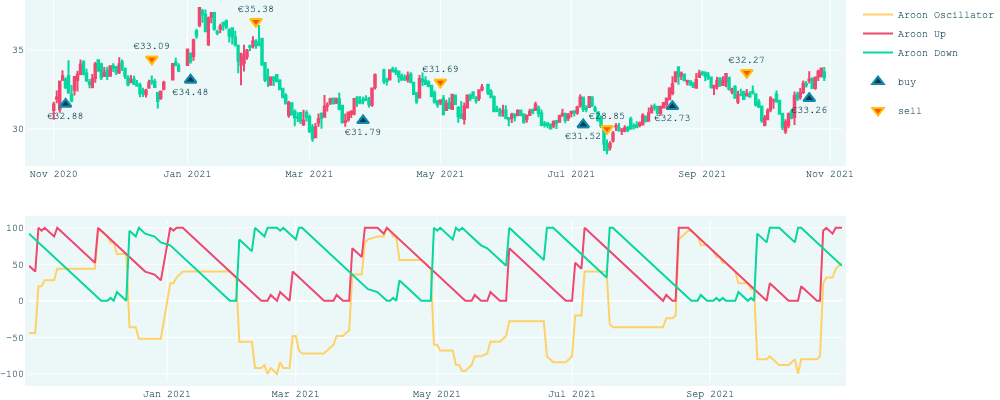 €35.38
€33.09
€34.48
€32.88
€31.79
€31.69
€28.85
€31.52
€32.73
€32.27
€33.26
35
30
Nov 2020
Jan 2021
Mar 2021
May 2021
Jul 2021
Sep 2021
Nov 2021
Aroon Oscillator
Aroon Up
Aroon Down
buy
sell
100
50
0
−50
−100
Jan 2021
Mar 2021
May 2021
Jul 2021
Sep 2021